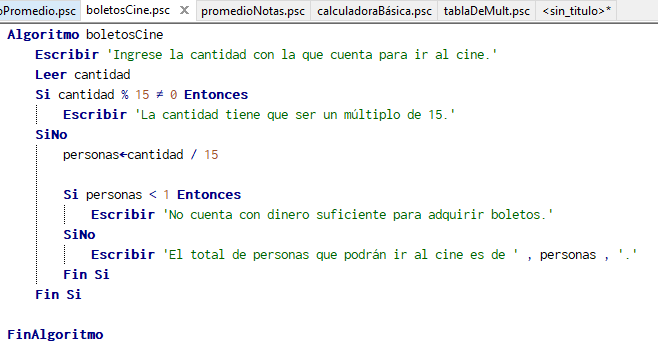 oPromedio.psc boletosCine.psc X promedioNotas.psc calculadoraBásica.psc tablaDeMult.psc <sin_titulo>*
Algoritmo boletosCine
Escribir 'Ingrese la cantidad con la que cuenta para ir al cine.'
Leer cantidad
Si cantidad % 15 ≠ 0 Entonces
Escribir 'La cantidad tiene que ser un múltiplo de 15.'
SiNo
personas←cantidad / 15
Si personas < 1 Entonces
Escribir 'No cuenta con dinero suficiente para adquirir boletos.'
SiNo
Escribir 'El total de personas que podrán ir al cine es de ' , personas , '.'
Fin Si
Fin Si
FinAlgoritmo